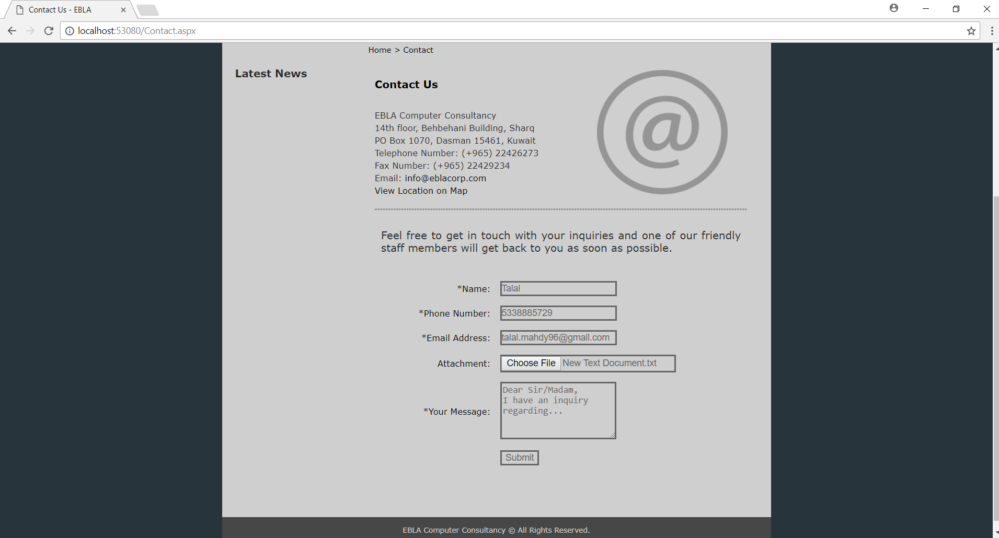 Contact Us - EBLA
localhost:53080/Contact.aspx
Home > Contact
Latest News
Contact Us
@
EBLA Computer Consultancy
14th floor, Behbehani Building, Sharq
PO Box 1070, Dasman 15461, Kuwait
Telephone Number: (+965) 22426273
Fax Number: (+965) 22429234
Email: info@eblacorp.com
View Location on Map
Feel free to get in touch with your inquiries and one of our friendly
staff members will get back to you as soon as possible.
*Name: Talal
*Phone Number: 5338885729
*Email Address: talal.mahdy96@gmail.com
Attachment: Choose File New Text Document.txt
*Your Message: Dear Sir/Madam,
I have an inquiry
regarding...
Submit
EBLA Computer Consultancy © All Rights Reserved.